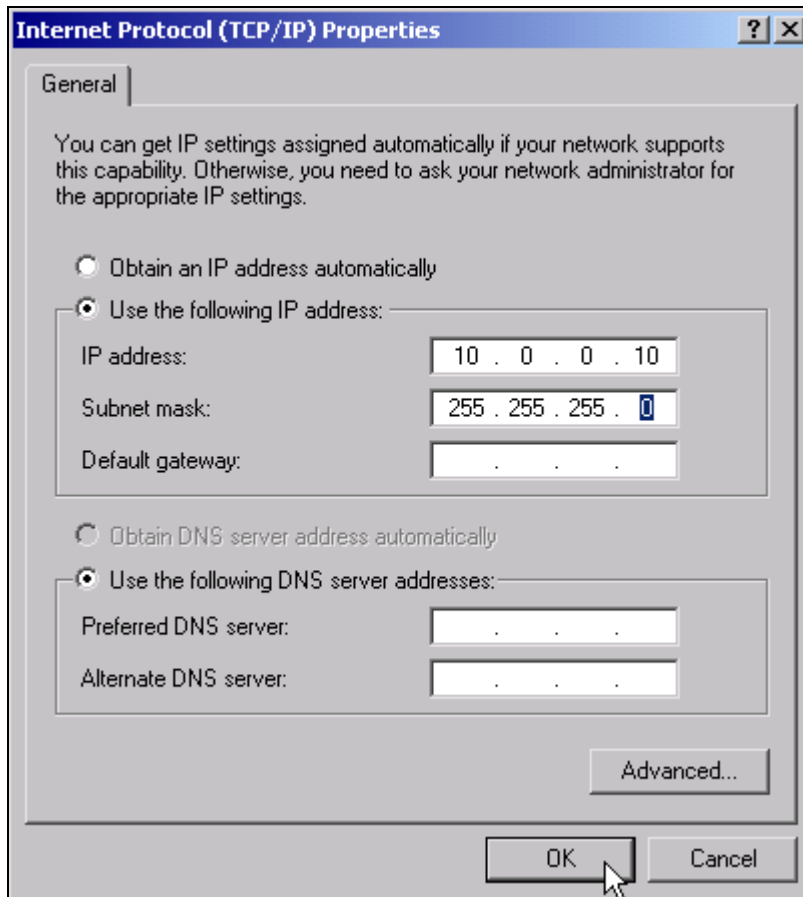 Internet Protocol (TCP/IP) Properties
General
You can get IP settings assigned automatically if your network supports
this capability. Otherwise, you need to ask your network administrator for
the appropriate IP settings.
Obtain an IP address automatically
Use the following IP address:
IP address: 10 . 0 . 0 . 10
Subnet mask: 255 . 255 . 255 . 0
Default gateway: . . .
Obtain DNS server address automatically
Use the following DNS server addresses:
Preferred DNS server: . . .
Alternate DNS server: . . .
Advanced...
OK Cancel